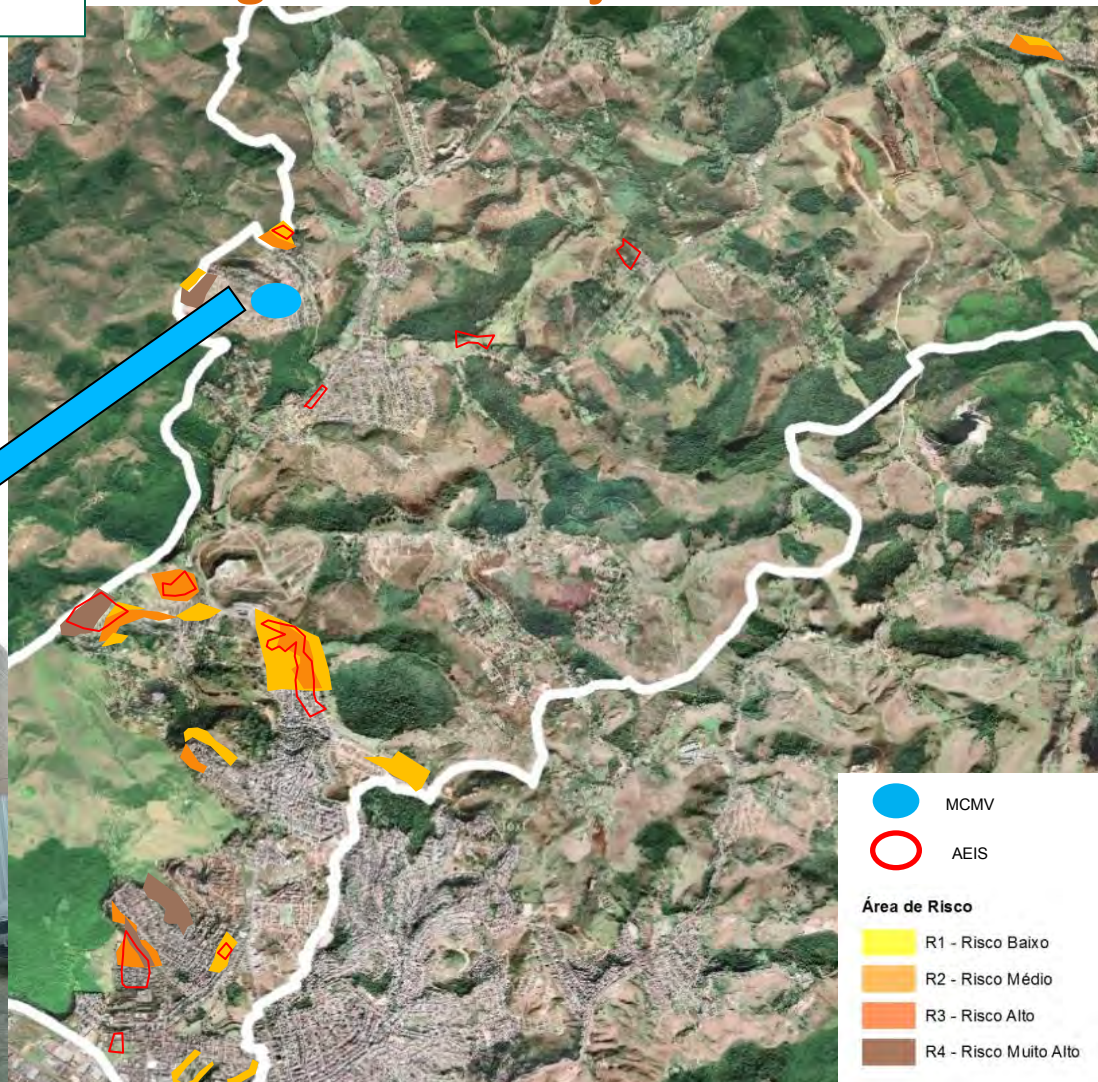 MCMV
AEIS
Área de Risco
R1 - Risco Baixo
R2 - Risco Médio
R3 - Risco Alto
R4 - Risco Muito Alto